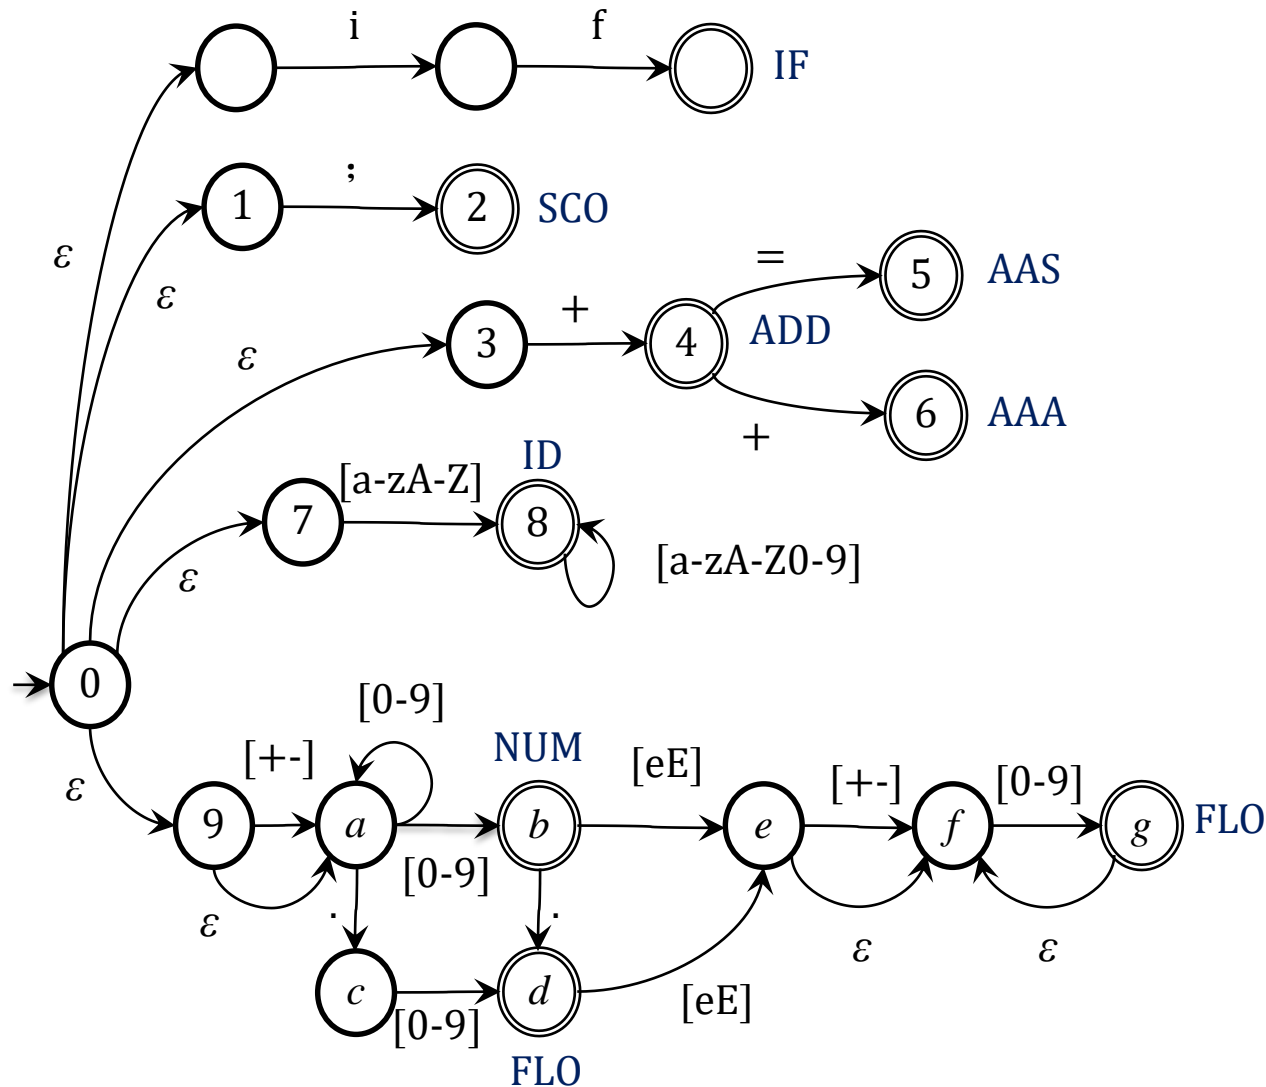 i
f
IF
;
1
2
SCO
ε
ε
=
5
AAS
+
3
4
ADD
ε
6
AAA
+
ID
[a-zA-Z]
7
8
[a-zA-Z0-9]
ε
0
[0-9]
NUM
[+-]
[eE]
[+-]
[0-9]
ε
9
a
b
e
f
g
FLO
[0-9]
ε
.
.
ε
ε
c
d
[eE]
[0-9]
FLO